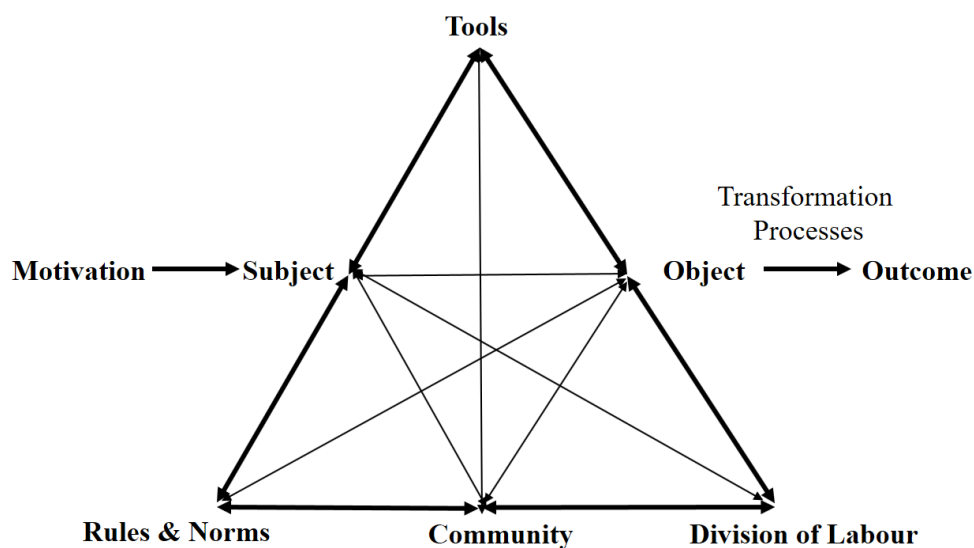 Tools
Transformation
Processes
Motivation
Subject
Object
Outcome
Rules & Norms
Community
Division of Labour